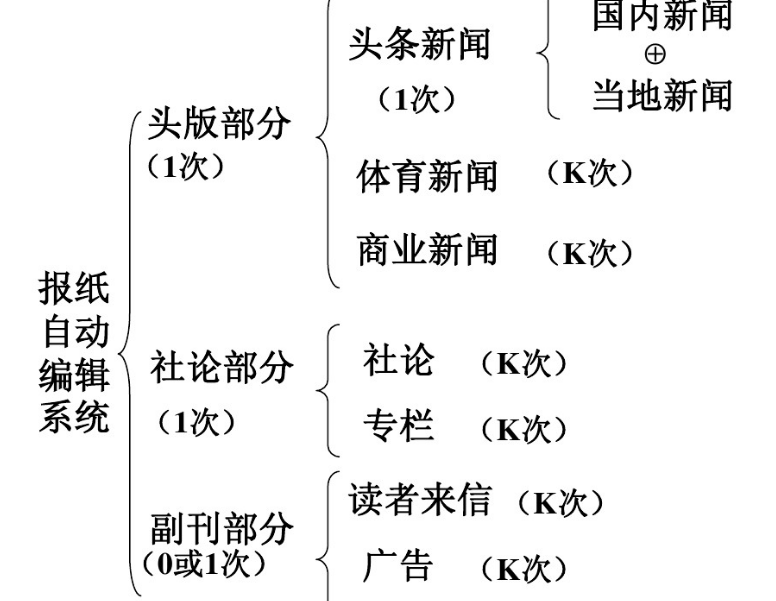 国内新闻
头条新闻
⊕
（1次）
当地新闻
头版部分
（1次）
体育新闻 （K次）
商业新闻 （K次）
报纸
自动
编辑
系统
社论部分
（1次）
社论 （K次）
专栏 （K次）
副刊部分
（0或1次）
读者来信 （K次）
广告 （K次）